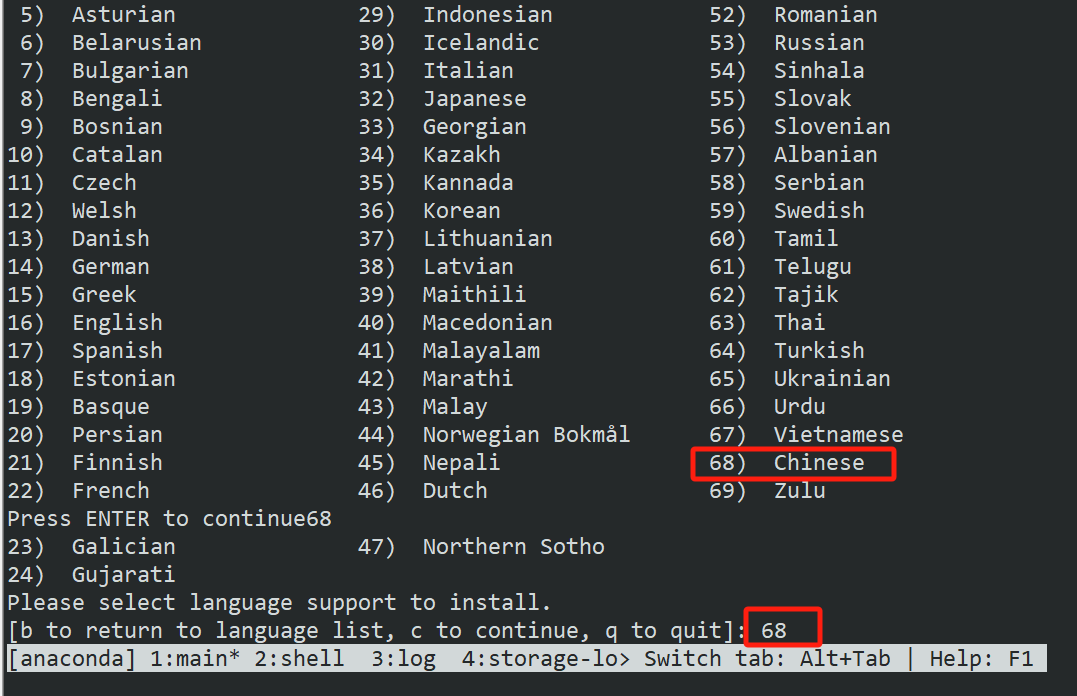 5)  Asturian              29)  Indonesian            52)  Romanian
6)  Belarusian            30)  Icelandic             53)  Russian
7)  Bulgarian             31)  Italian               54)  Sinhala
8)  Bengali               32)  Japanese              55)  Slovak
9)  Bosnian               33)  Georgian              56)  Slovenian
10)  Catalan               34)  Kazakh                57)  Albanian
11)  Czech                 35)  Kannada               58)  Serbian
12)  Welsh                 36)  Korean                59)  Swedish
13)  Danish                37)  Lithuanian            60)  Tamil
14)  German                38)  Latvian               61)  Telugu
15)  Greek                 39)  Maithili              62)  Tajik
16)  English               40)  Macedonian            63)  Thai
17)  Spanish               41)  Malayalam             64)  Turkish
18)  Estonian              42)  Marathi               65)  Ukrainian
19)  Basque                43)  Malay                 66)  Urdu
20)  Persian               44)  Norwegian Bokmål      67)  Vietnamese
21)  Finnish               45)  Nepali                68)  Chinese
22)  French                46)  Dutch                 69)  Zulu
Press ENTER to continue68
23)  Galician              47)  Northern Sotho
24)  Gujarati
Please select language support to install.
[b to return to language list, c to continue, q to quit]: 68
[anaconda] 1:main* 2:shell  3:log  4:storage-lo> Switch tab: Alt+Tab | Help: F1